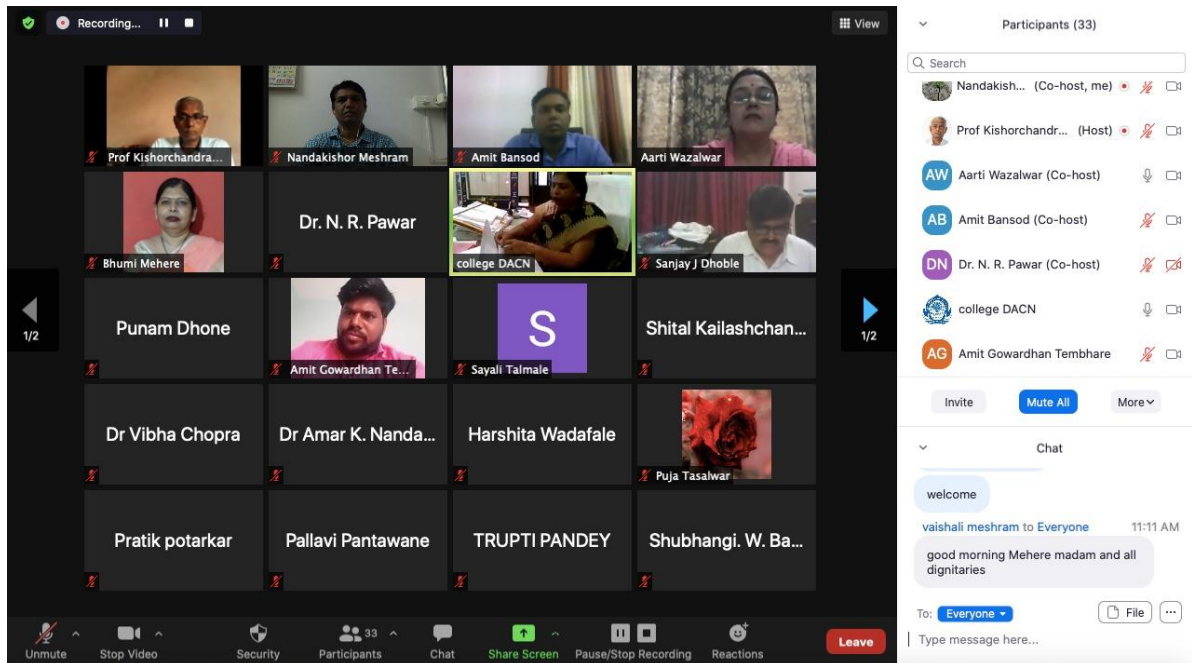 Recording...
View
Prof Kishorchandra...
Nandakishor Meshram
Amit Bansod
Aarti Wazalwar
Bhumi Mehere
Dr. N. R. Pawar
college DACN
Sanjay J Dhoble
Punam Dhone
Amit Gowardhan Te...
S
Sayali Talmale
Shital Kailashchan...
Dr Vibha Chopra
Dr Amar K. Nanda...
Harshita Wadafale
Puja Tasalwar
Pratik potarkar
Pallavi Pantawane
TRUPTI PANDEY
Shubhangi. W. Ba...
1/2
1/2
Unmute
Stop Video
Security
33
Participants
Chat
Share Screen
Pause/Stop Recording
Reactions
Leave
Participants (33)
Search
Nandakish... (Co-host, me)
Prof Kishorchandr... (Host)
AW Aarti Wazalwar (Co-host)
AB Amit Bansod (Co-host)
DN Dr. N. R. Pawar (Co-host)
college DACN
AG Amit Gowardhan Tembhare
Invite
Mute All
More
Chat
welcome
vaishali meshram to Everyone 11:11 AM
good morning Mehere madam and all
dignitaries
To: Everyone
File
...
Type message here...